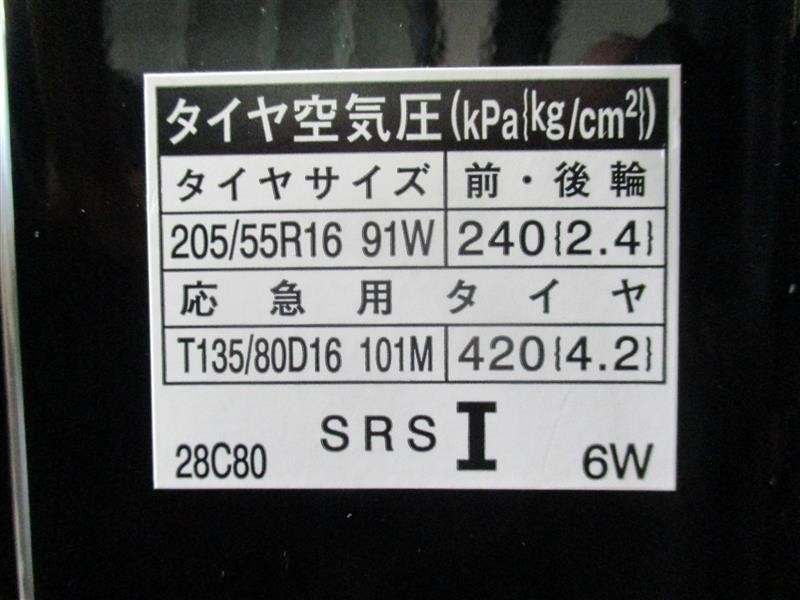 タイヤ空気圧(kPa{kg/cm²})
タイヤサイズ 前・後輪
205/55R16 91W 240{2.4}
応急用タイヤ
T135/80D16 101M 420{4.2}
SRS I
28C80 6W